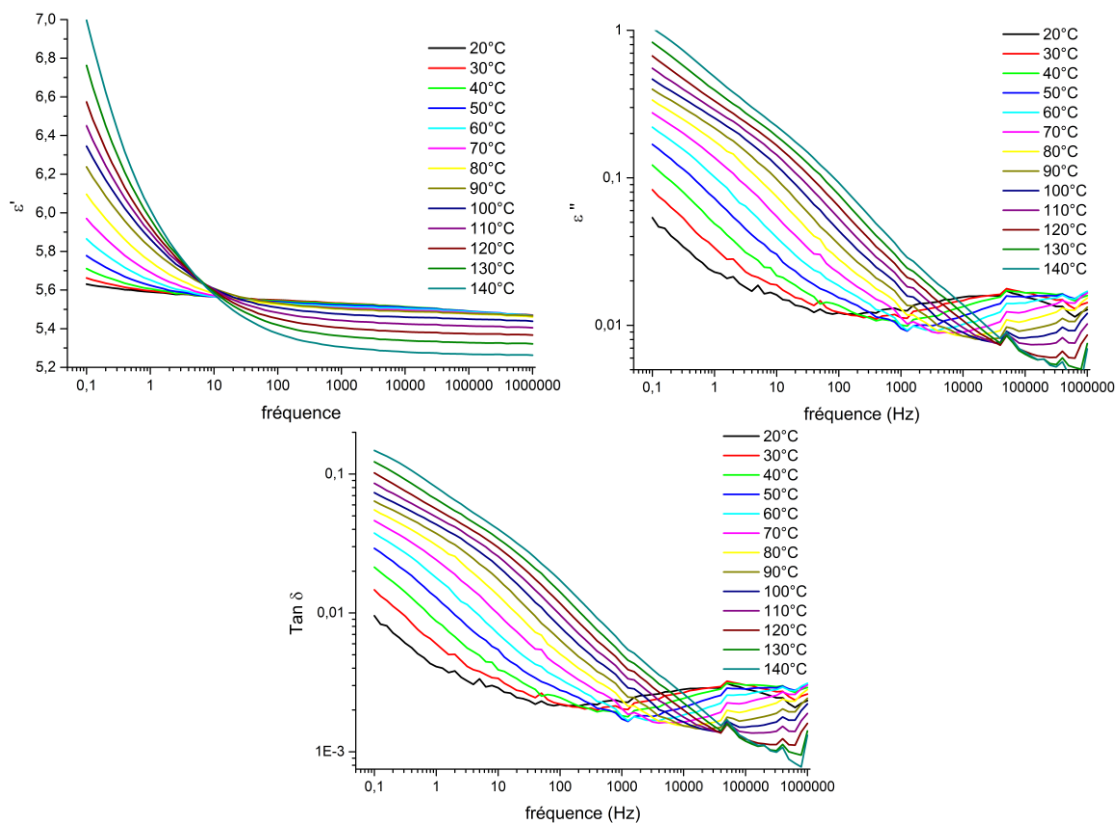 7,0
6,8
6,6
6,4
6,2
6,0
5,8
5,6
5,4
5,2
ε'
0,1 1 10 100 1000 10000 100000 1000000
fréquence
20°C
30°C
40°C
50°C
60°C
70°C
80°C
90°C
100°C
110°C
120°C
130°C
140°C
1
0,1
0,01
ε''
0,1 1 10 100 1000 10000 100000 1000000
fréquence (Hz)
20°C
30°C
40°C
50°C
60°C
70°C
80°C
90°C
100°C
110°C
120°C
130°C
140°C
0,1
0,01
1E-3
Tan δ
0,1 1 10 100 1000 10000 100000 1000000
fréquence (Hz)
20°C
30°C
40°C
50°C
60°C
70°C
80°C
90°C
100°C
110°C
120°C
130°C
140°C